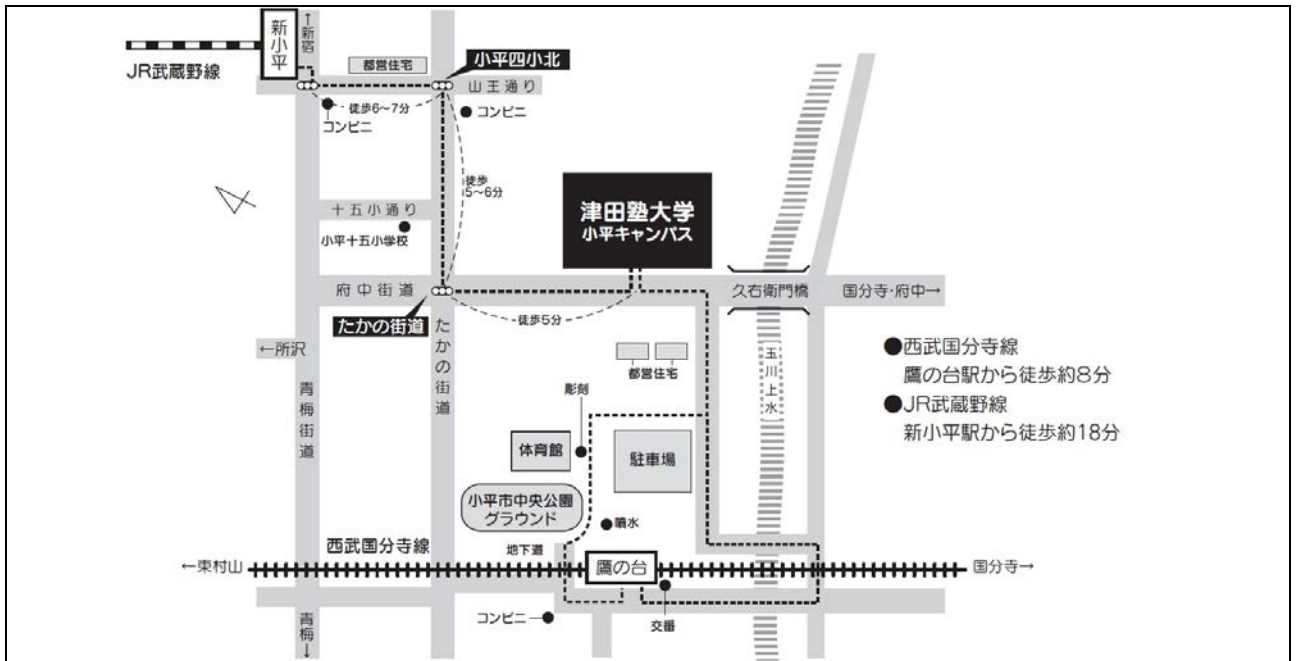 新小平
↑新宿
JR武蔵野線
都営住宅
小平四小北
山王通り
徒歩6〜7分
コンビニ
コンビニ
徒歩
5〜6分
津田塾大学
小平キャンパス
十五小通り
小平十五小学校
府中街道
久右衛門橋
国分寺・府中→
たかの街道
徒歩5分
←所沢
たかの街道
都営住宅
玉川上水
●西武国分寺線
鷹の台駅から徒歩約8分
●JR武蔵野線
新小平駅から徒歩約18分
青梅街道
彫刻
体育館
駐車場
小平市中央公園
グラウンド
噴水
西武国分寺線
地下道
←東村山
鷹の台
国分寺→
コンビニ
交番
青梅↓